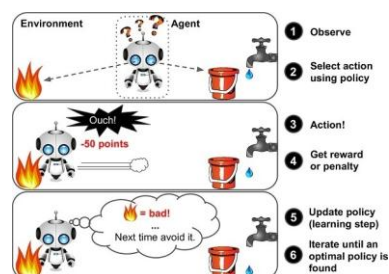 Environment
Agent
? ? ?
1 Observe
2 Select action
using policy
Ouch!
-50 points
3 Action!
4 Get reward
or penalty
= bad!
...
Next time avoid it.
5 Update policy
(learning step)
6 Iterate until an
optimal policy is
found